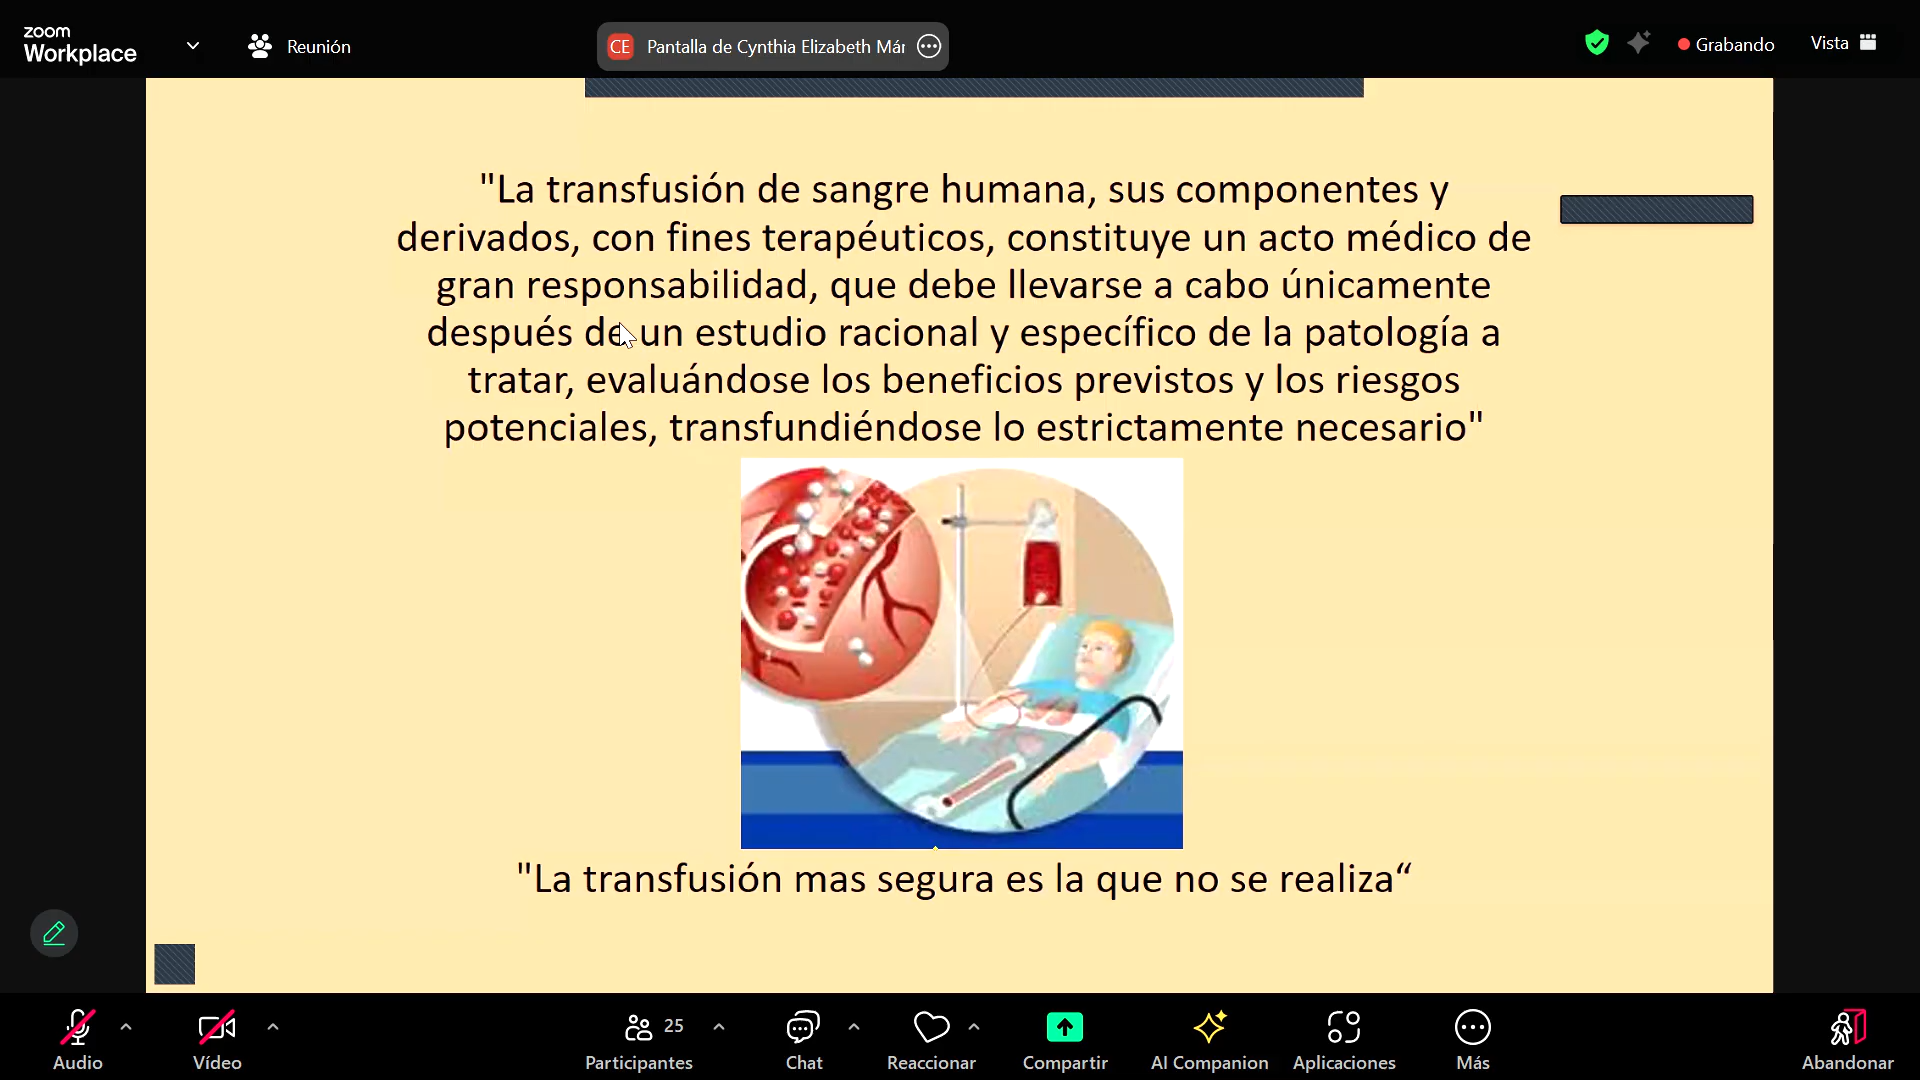 zoom
Workplace
Reunión
CE
Pantalla de Cynthia Elizabeth Már
Grabando
Vista
"La transfusión de sangre humana, sus componentes y
derivados, con fines terapéuticos, constituye un acto médico de
gran responsabilidad, que debe llevarse a cabo únicamente
después de un estudio racional y específico de la patología a
tratar, evaluándose los beneficios previstos y los riesgos
potenciales, transfundiéndose lo estrictamente necesario"
"La transfusión mas segura es la que no se realiza“
Audio
Vídeo
25
Participantes
Chat
Reaccionar
Compartir
AI Companion
Aplicaciones
Más
Abandonar